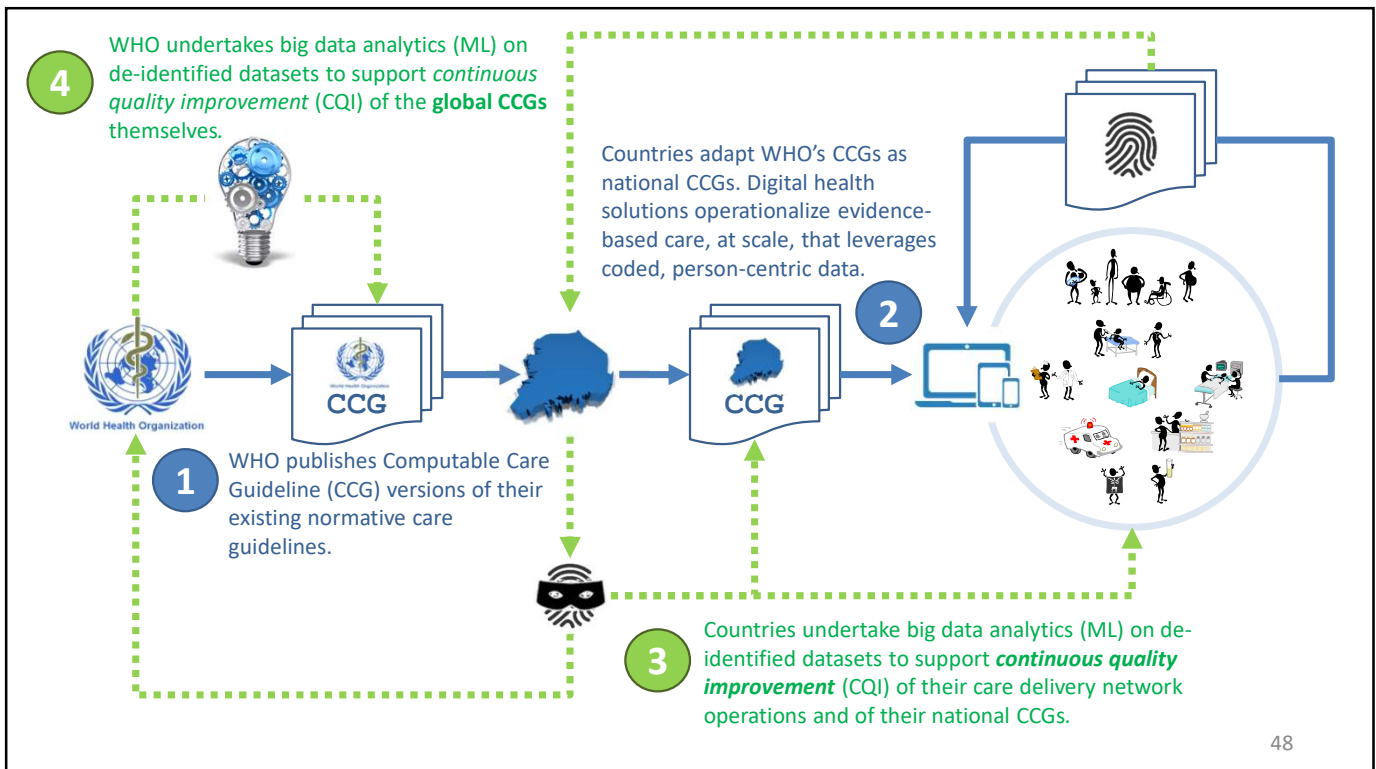 4
WHO undertakes big data analytics (ML) on
de-identified datasets to support continuous
quality improvement (CQI) of the global CCGs
themselves.
Countries adapt WHO's CCGs as
national CCGs. Digital health
solutions operationalize evidence-
based care, at scale, that leverages
coded, person-centric data.
2
World Health Organization
World Health Organization
CCG
CCG
1
WHO publishes Computable Care
Guideline (CCG) versions of their
existing normative care
guidelines.
3
Countries undertake big data analytics (ML) on de-
identified datasets to support continuous quality
improvement (CQI) of their care delivery network
operations and of their national CCGs.
48